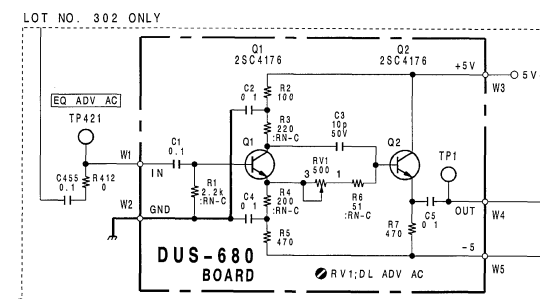 LOT NO. 302 ONLY
Q1
2SC4176
Q2
2SC4176
+5V
5V
W3
C2
0 1
R2
100
EQ ADV AC
TP421
R3
220
:RN-C
C3
10p
50V
W1
C1
0.1
Q1
Q2
RV1
500
TP1
IN
3
1
C455
0.1
R412
0
R1
2.2k
:RN-C
C4
0 1
R4
200
:RN-C
R6
51
:RN-C
C5
0 1
OUT
W4
W2
GND
R5
470
R7
470
-5
W5
DUS-680
BOARD
RV1;DL ADV AC